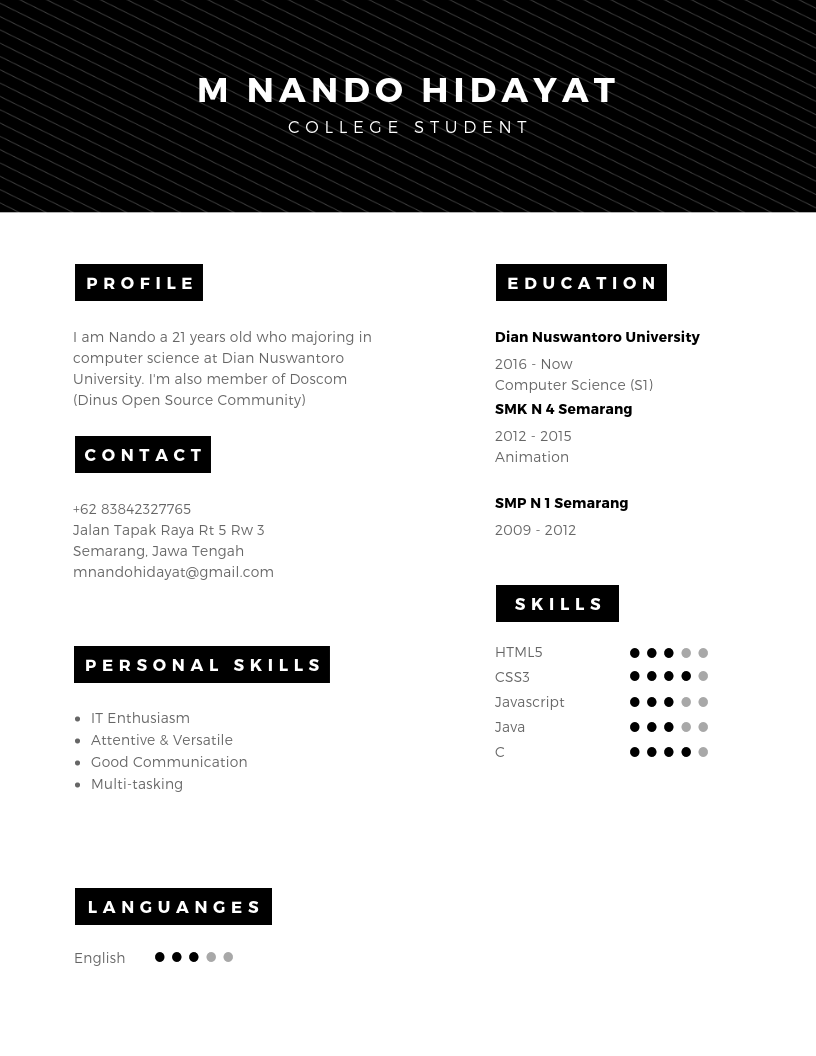 M NANDO HIDAYAT
COLLEGE STUDENT
PROFILE
I am Nando a 21 years old who majoring in
computer science at Dian Nuswantoro
University. I'm also member of Doscom
(Dinus Open Source Community)
CONTACT
+62 83842327765
Jalan Tapak Raya Rt 5 Rw 3
Semarang, Jawa Tengah
mnandohidayat@gmail.com
PERSONAL SKILLS
IT Enthusiasm
Attentive & Versatile
Good Communication
Multi-tasking
LANGUANGES
English
EDUCATION
Dian Nuswantoro University
2016 - Now
Computer Science (S1)
SMK N 4 Semarang
2012 - 2015
Animation
SMP N 1 Semarang
2009 - 2012
SKILLS
HTML5
CSS3
Javascript
Java
C